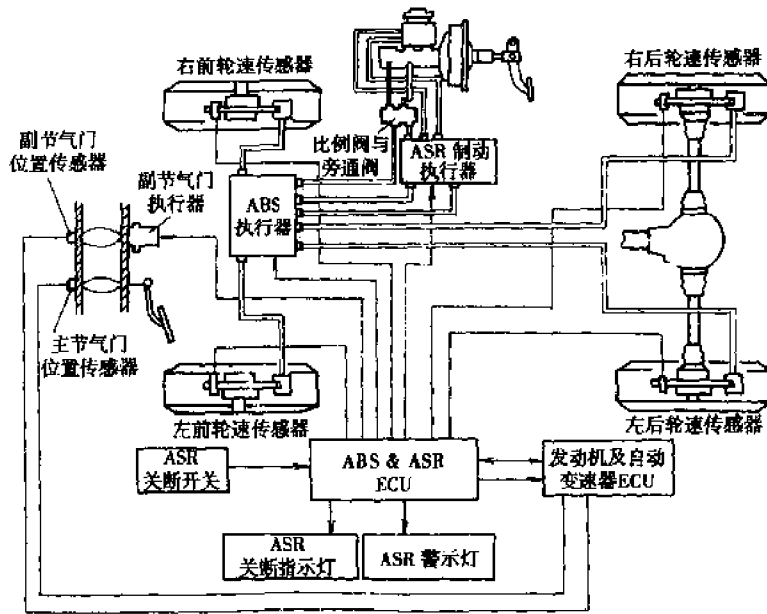 右前轮速传感器
右后轮速传感器
副节气门
位置传感器
副节气门
执行器
比例阀与
旁通阀
ASR 制动
执行器
ABS
执行器
主节气门
位置传感器
左前轮速传感器
左后轮速传感器
ASR
关断开关
ABS & ASR
ECU
发动机及自动
变速器ECU
ASR
关断指示灯
ASR 警示灯